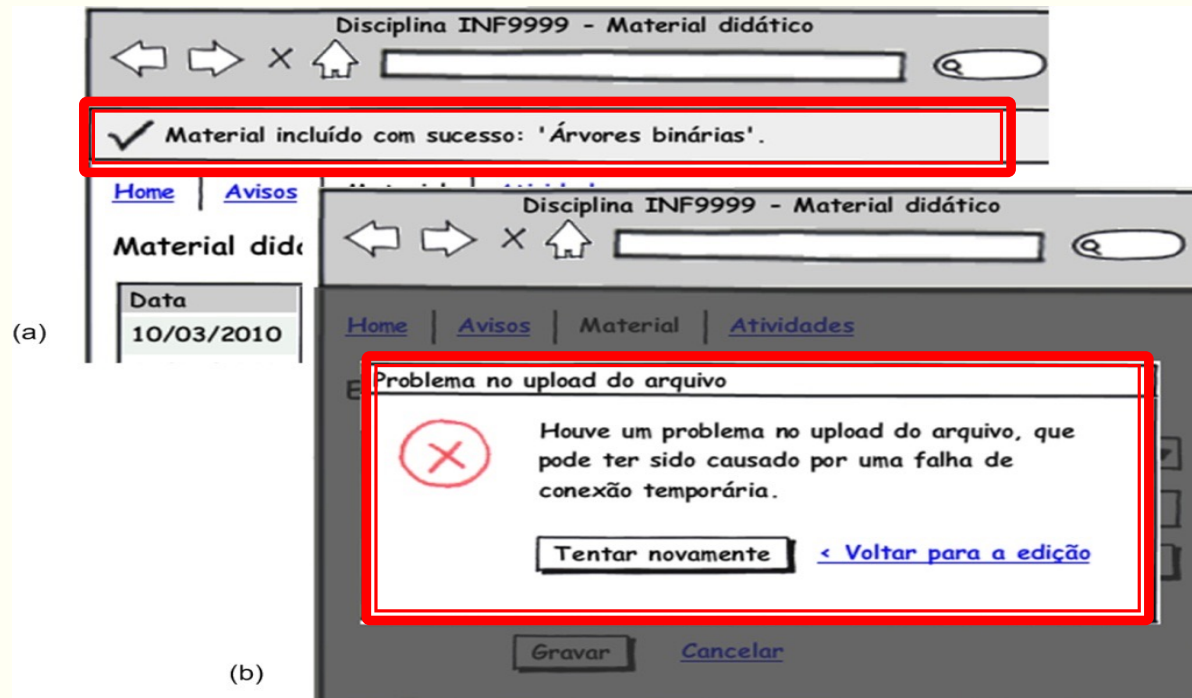 Disciplina INF9999 - Material didático
Material incluído com sucesso: 'Árvores binárias'.
Home Avisos
Material
Data
10/03/2010
(a)
Disciplina INF9999 - Material didático
Home Avisos Material Atividades
Problema no upload do arquivo
Houve um problema no upload do arquivo, que
pode ter sido causado por uma falha de
conexão temporária.
Tentar novamente < Voltar para a edição
Gravar Cancelar
(b)